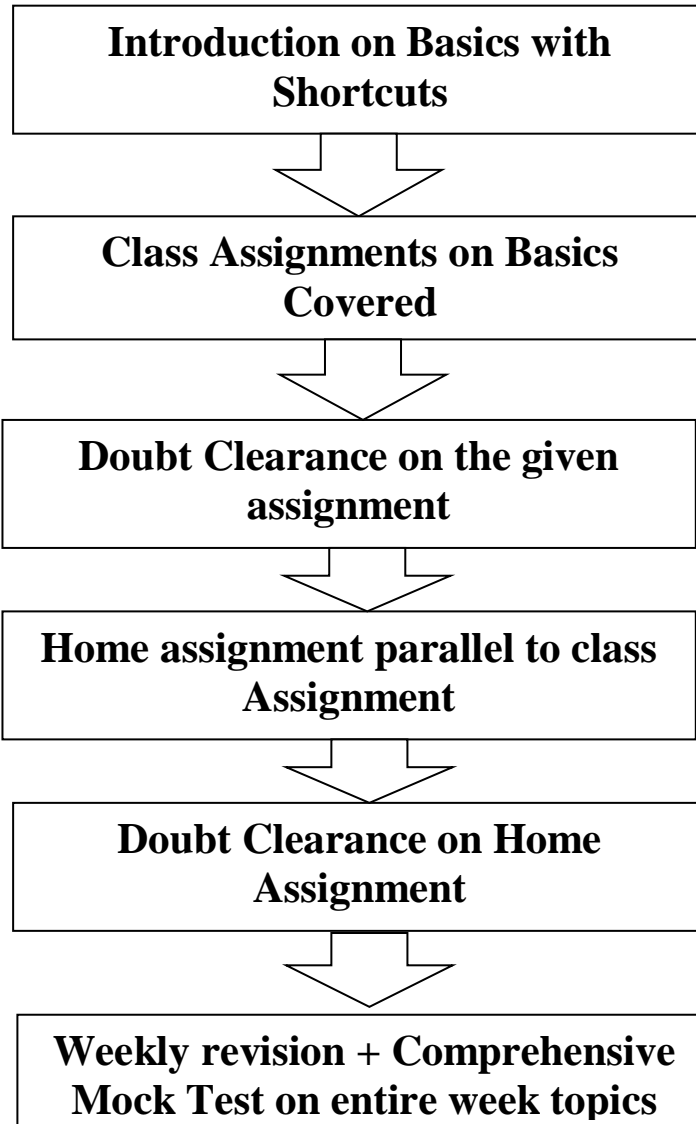 Introduction on Basics with
Shortcuts
Class Assignments on Basics
Covered
Doubt Clearance on the given
assignment
Home assignment parallel to class
Assignment
Doubt Clearance on Home
Assignment
Weekly revision + Comprehensive
Mock Test on entire week topics